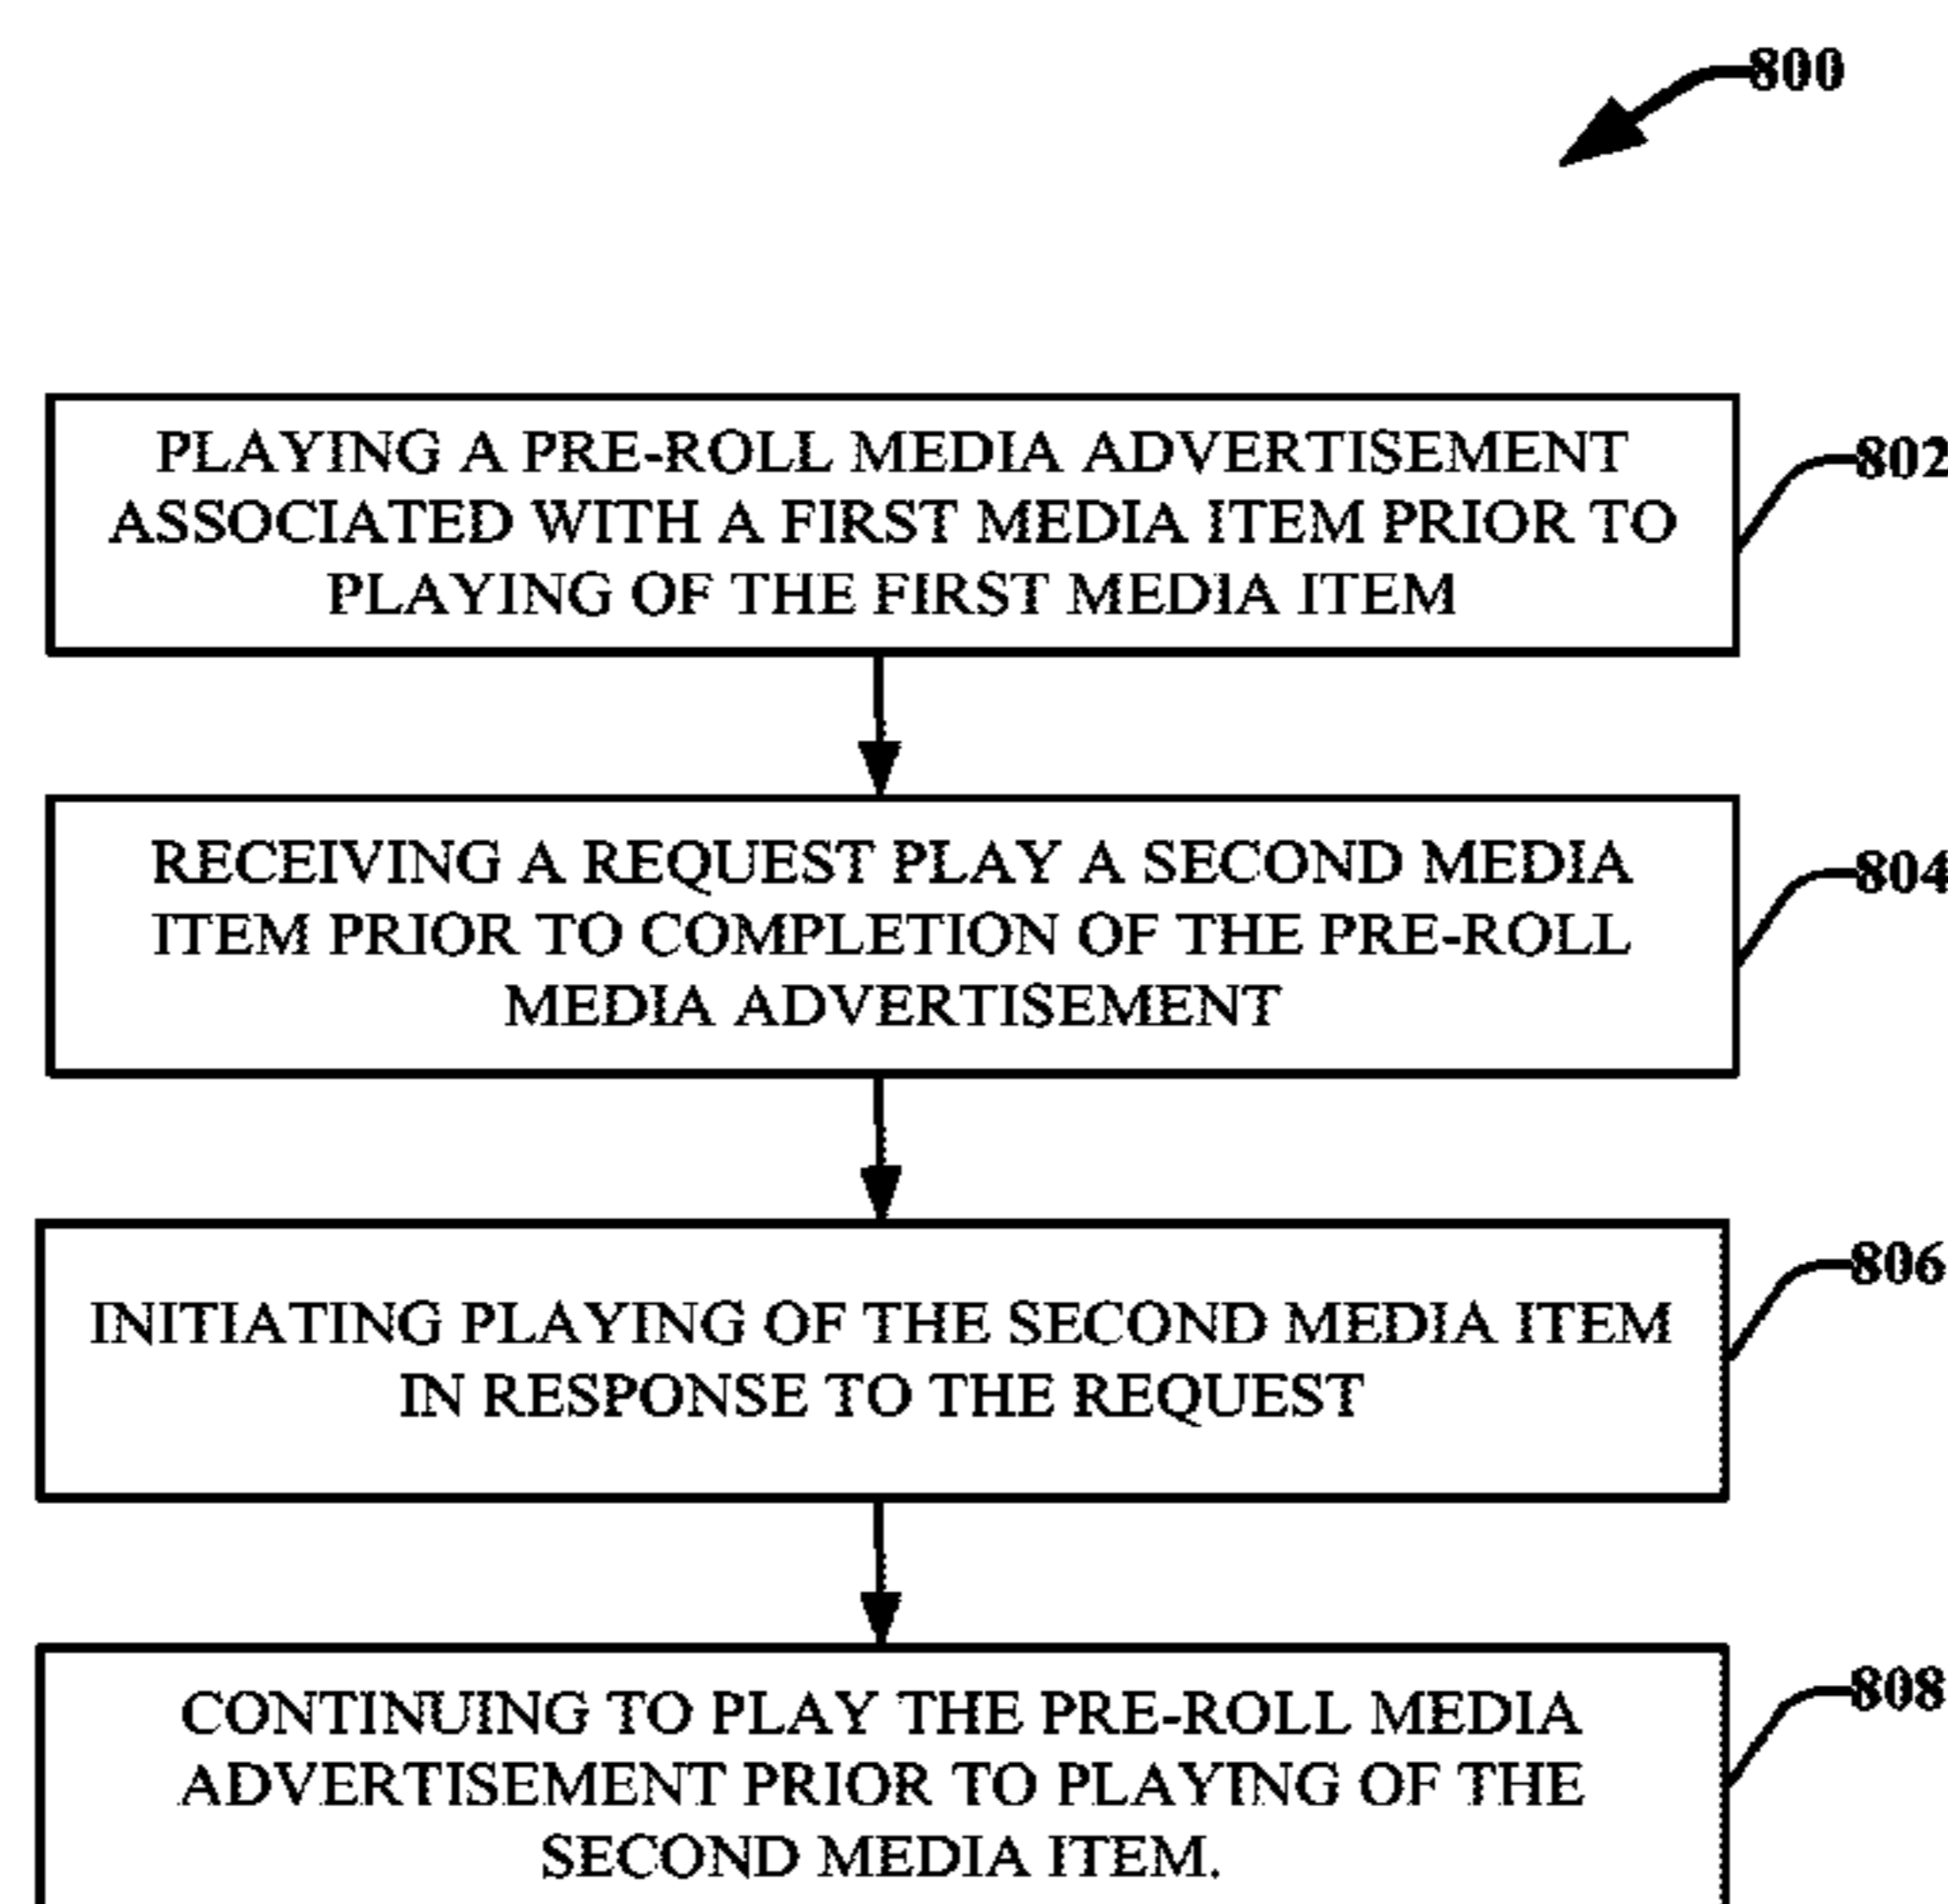 800
PLAYING A PRE-ROLL MEDIA ADVERTISEMENT
ASSOCIATED WITH A FIRST MEDIA ITEM PRIOR TO
PLAYING OF THE FIRST MEDIA ITEM
802
RECEIVING A REQUEST PLAY A SECOND MEDIA
ITEM PRIOR TO COMPLETION OF THE PRE-ROLL
MEDIA ADVERTISEMENT
804
INITIATING PLAYING OF THE SECOND MEDIA ITEM
IN RESPONSE TO THE REQUEST
806
CONTINUING TO PLAY THE PRE-ROLL MEDIA
ADVERTISEMENT PRIOR TO PLAYING OF THE
SECOND MEDIA ITEM.
808